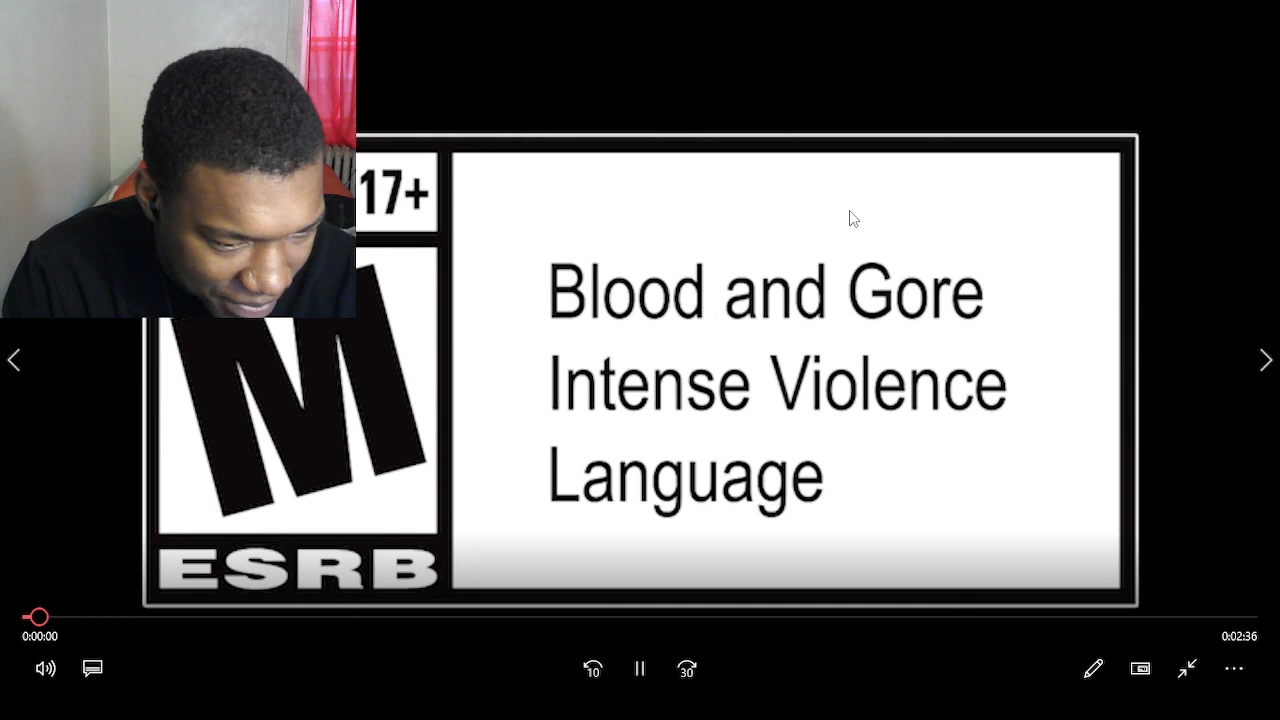 17+
M
ESRB
Blood and Gore
Intense Violence
Language
0:00:00
0:02:36
10
30